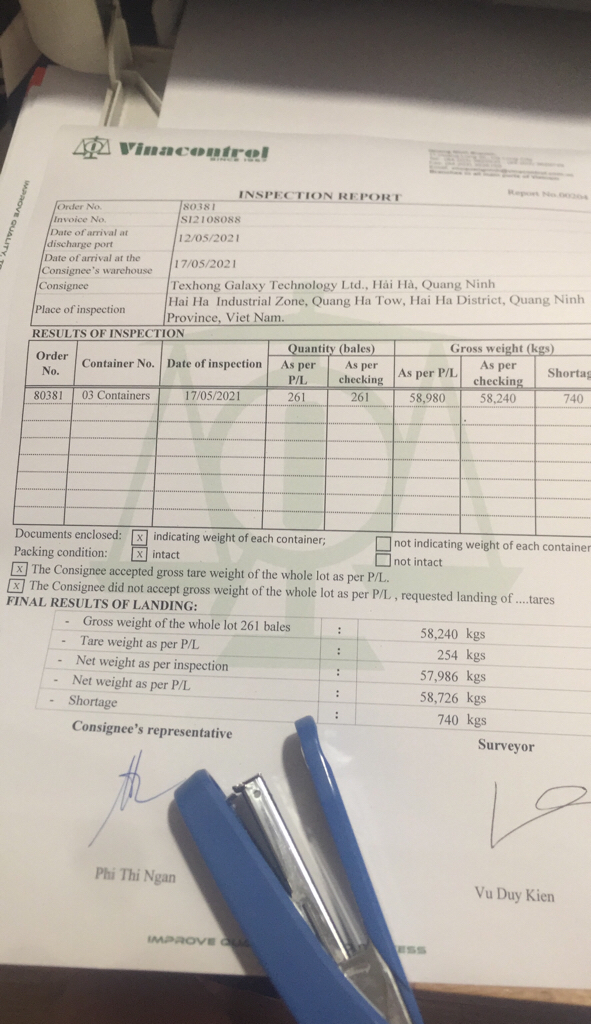 Vinacontrol
SINCE 1957
INSPECTION REPORT
Report No.
Order No. 80381
Invoice No. SI2108088
Date of arrival at discharge port 12/05/2021
Date of arrival at the Consignee's warehouse 17/05/2021
Consignee Texhong Galaxy Technology Ltd., Hải Hà, Quang Ninh
Place of inspection Hai Ha Industrial Zone, Quang Ha Tow, Hai Ha District, Quang Ninh
Province, Viet Nam.
RESULTS OF INSPECTION
Order No. Container No. Date of inspection Quantity (bales) Gross weight (kgs)
As per P/L As per checking As per P/L As per checking Shortag
80381 03 Containers 17/05/2021 261 261 58,980 58,240 740
Documents enclosed: x indicating weight of each container; not indicating weight of each container
Packing condition: x intact not intact
x The Consignee accepted gross tare weight of the whole lot as per P/L.
x The Consignee did not accept gross weight of the whole lot as per P/L , requested landing of ....tares
FINAL RESULTS OF LANDING:
- Gross weight of the whole lot 261 bales : 58,240 kgs
- Tare weight as per P/L : 254 kgs
- Net weight as per inspection : 57,986 kgs
- Net weight as per P/L : 58,726 kgs
- Shortage : 740 kgs
Consignee's representative Surveyor
Phi Thi Ngan Vu Duy Kien
IMPROVE